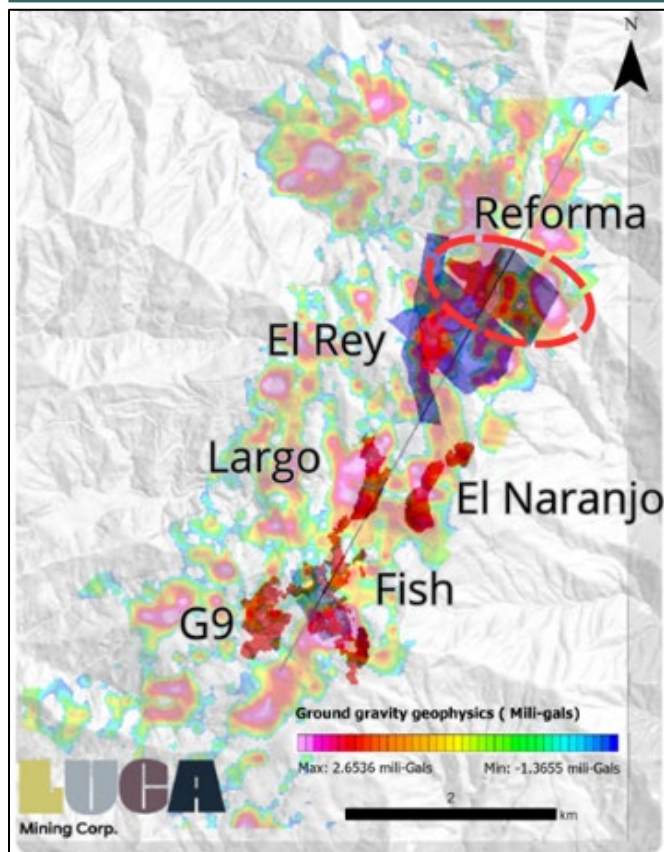 N
Reforma
El Rey
Largo
El Naranjo
Fish
G9
Ground gravity geophysics ( Mili-gals)
Max: 2.6536 mili-Gals Min: -1.3655 mili-Gals
2
km
LUCA
Mining Corp.